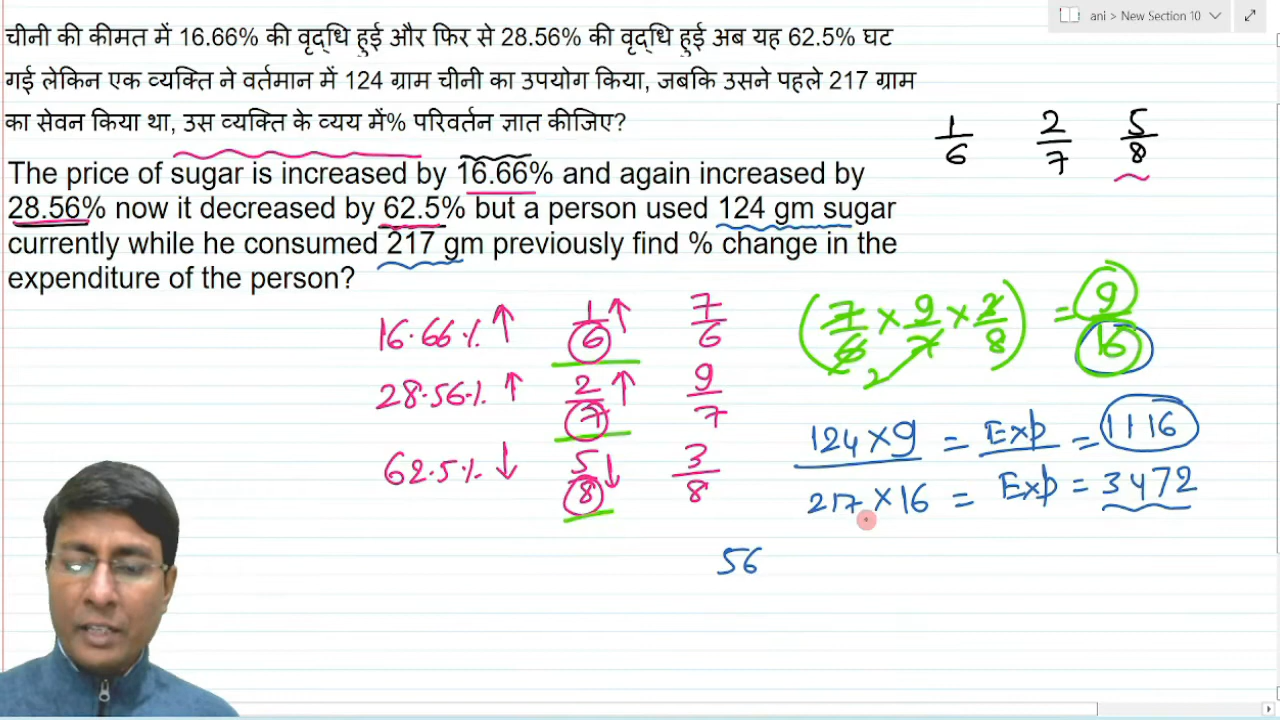 ani > New Section 10
चीनी की कीमत में 16.66% की वृद्धि हुई और फिर से 28.56% की वृद्धि हुई अब यह 62.5% घट
गई लेकिन एक व्यक्ति ने वर्तमान में 124 ग्राम चीनी का उपयोग किया, जबकि उसने पहले 217 ग्राम
का सेवन किया था, उस व्यक्ति के व्यय में% परिवर्तन ज्ञात कीजिए?
1/6 2/7 5/8
The price of sugar is increased by 16.66% and again increased by
28.56% now it decreased by 62.5% but a person used 124 gm sugar
currently while he consumed 217 gm previously find % change in the
expenditure of the person?
16.66% ↑ 1/6 ↑ 7/6 (7/6 × 9/7 × 3/8) = 9/16
2
28.56% ↑ 2/7 ↑ 9/7
62.5% ↓ 5/8 ↓ 3/8
124 × 9 = Exp = 1116
217 × 16 = Exp = 3472
56